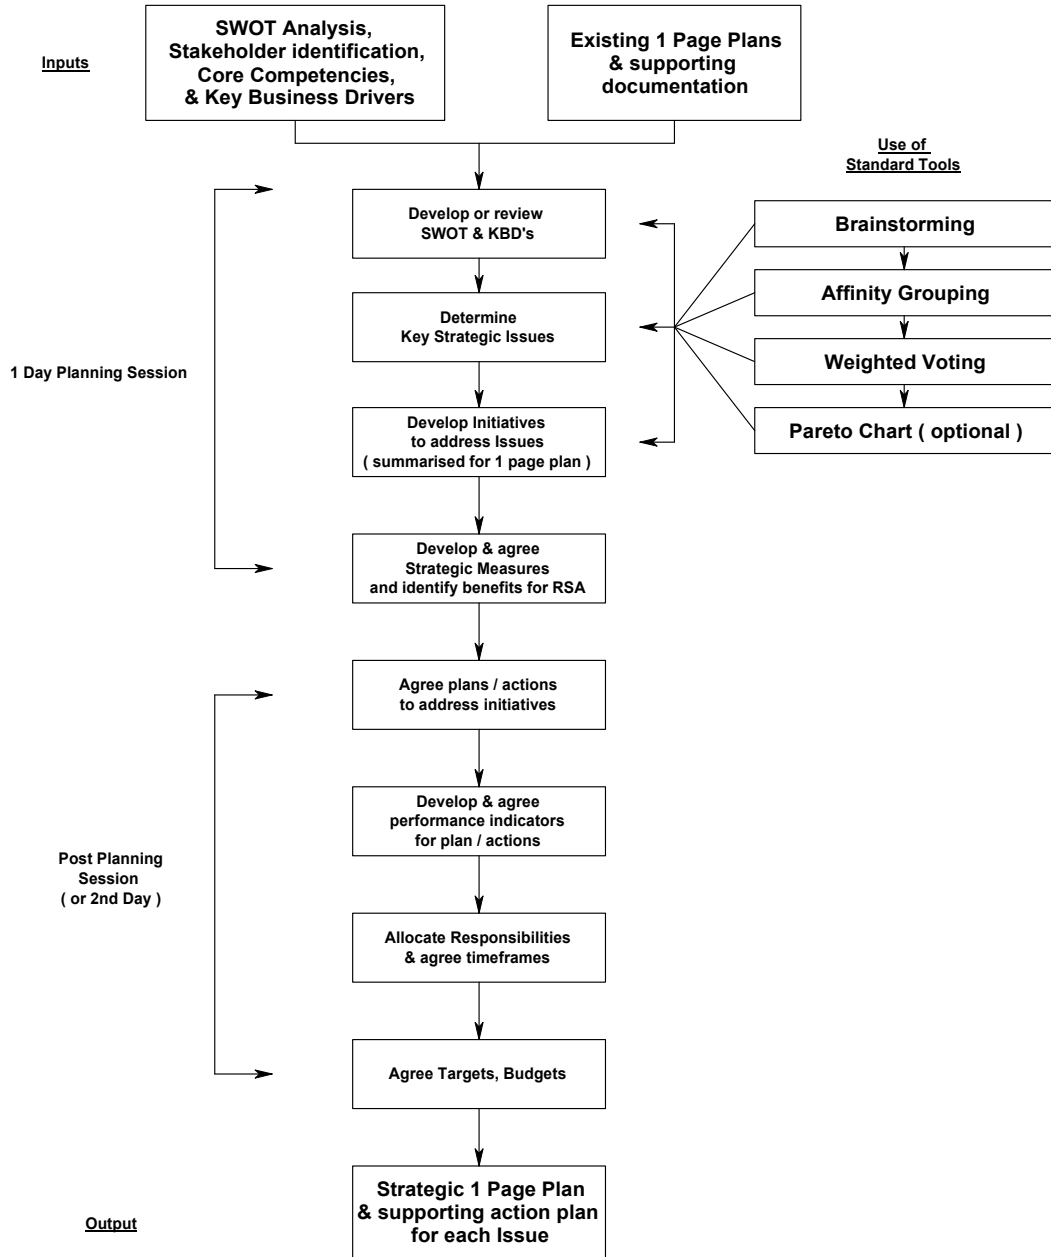 SWOT Analysis,
Stakeholder identification,
Core Competencies,
& Key Business Drivers
Existing 1 Page Plans
& supporting
documentation
Inputs
Use of
Standard Tools
Develop or review
SWOT & KBD's
Brainstorming
Affinity Grouping
Determine
Key Strategic Issues
Weighted Voting
1 Day Planning Session
Develop Initiatives
to address Issues
( summarised for 1 page plan )
Pareto Chart ( optional )
Develop & agree
Strategic Measures
and identify benefits for RSA
Agree plans / actions
to address initiatives
Develop & agree
performance indicators
for plan / actions
Post Planning
Session
( or 2nd Day )
Allocate Responsibilities
& agree timeframes
Agree Targets, Budgets
Strategic 1 Page Plan
& supporting action plan
for each Issue
Output